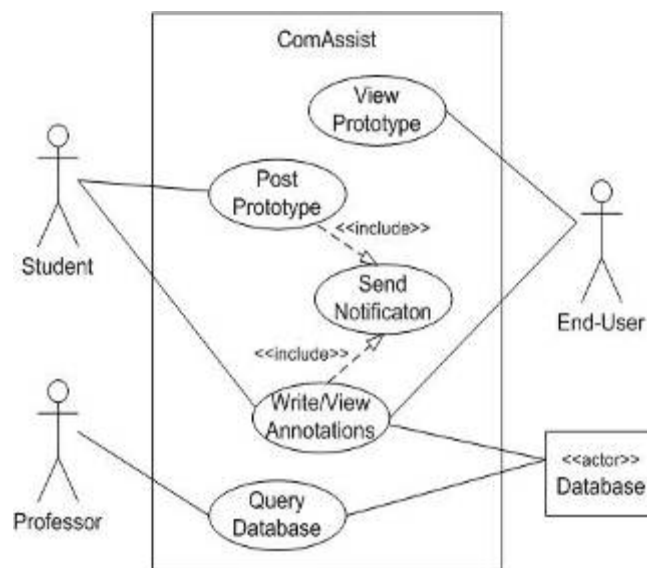 ComAssist
View
Prototype
Post
Prototype
<<include>>
Student
Send
Notificaton
End-User
<<include>>
Write/View
Annotations
<<actor>>
Database
Query
Database
Professor